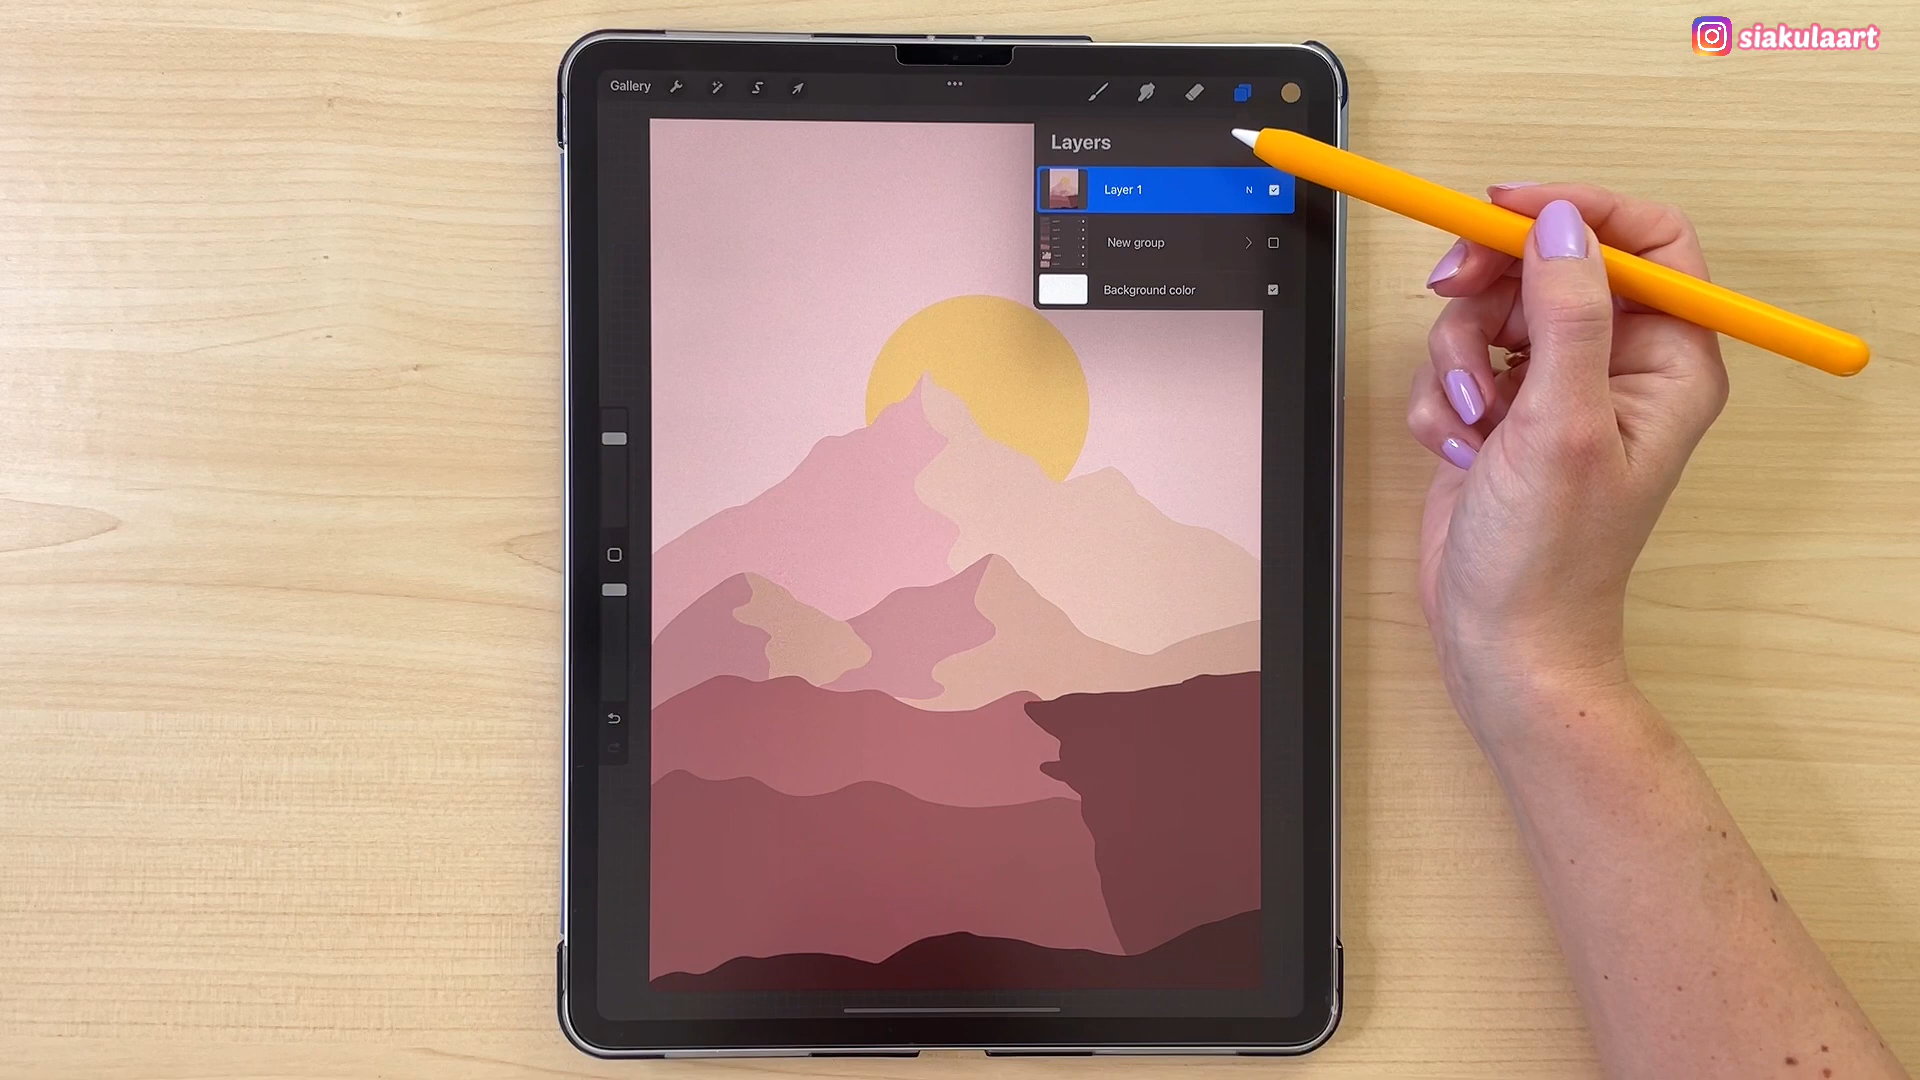 siakulaart
Gallery
Layers
Layer 1
N
New group
Background color